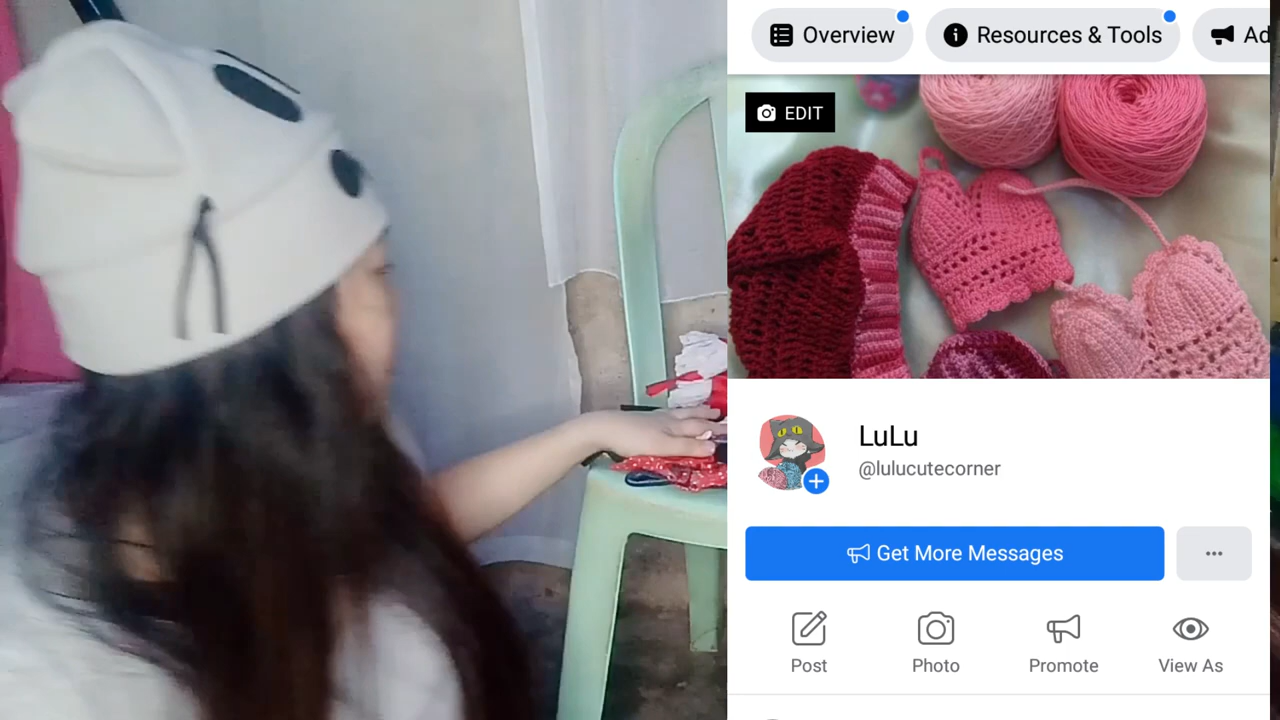 Overview
Resources & Tools
Ad
EDIT
LuLu
@lulucutecorner
Get More Messages
Post
Photo
Promote
View As